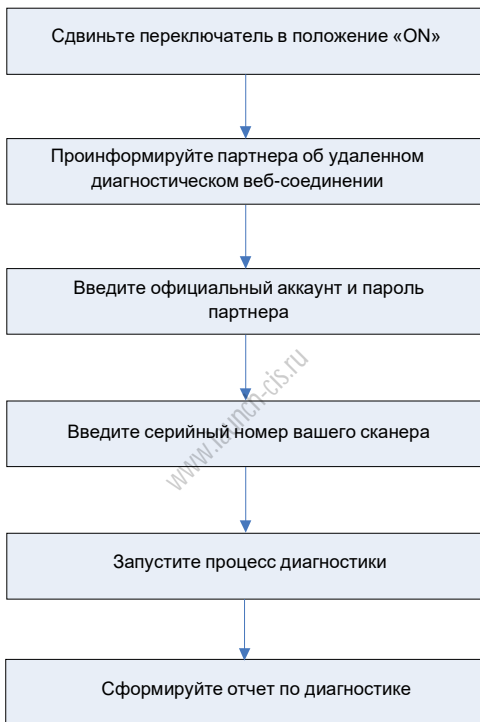 Сдвиньте переключатель в положение «ON»
Проинформируйте партнера об удаленном
диагностическом веб-соединении
Введите официальный аккаунт и пароль
партнера
www.launch-cis.ru
Введите серийный номер вашего сканера
Запустите процесс диагностики
Сформируйте отчет по диагностике